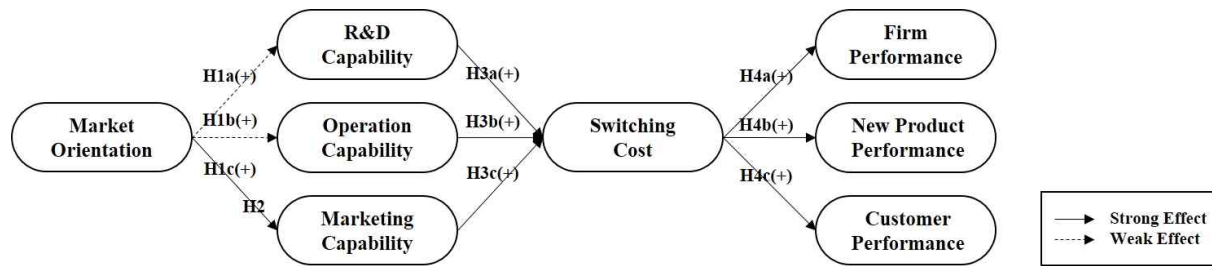 R&D
Capability
Firm
Performance
H1a(+)
H3a(+)
H4a(+)
Market
Orientation
H1b(+)
Operation
Capability
H3b(+)
Switching
Cost
H4b(+)
New Product
Performance
H1c(+)
H3c(+)
H4c(+)
H2
Marketing
Capability
Customer
Performance
Strong Effect
Weak Effect